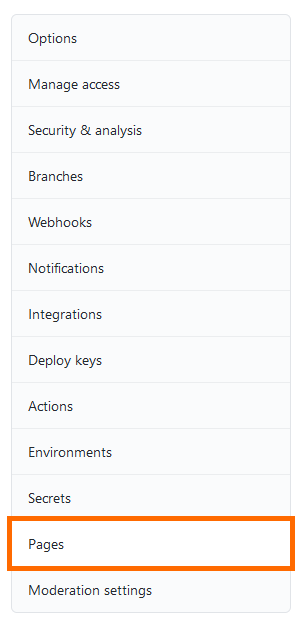 Options
Manage access
Security & analysis
Branches
Webhooks
Notifications
Integrations
Deploy keys
Actions
Environments
Secrets
Pages
Moderation settings